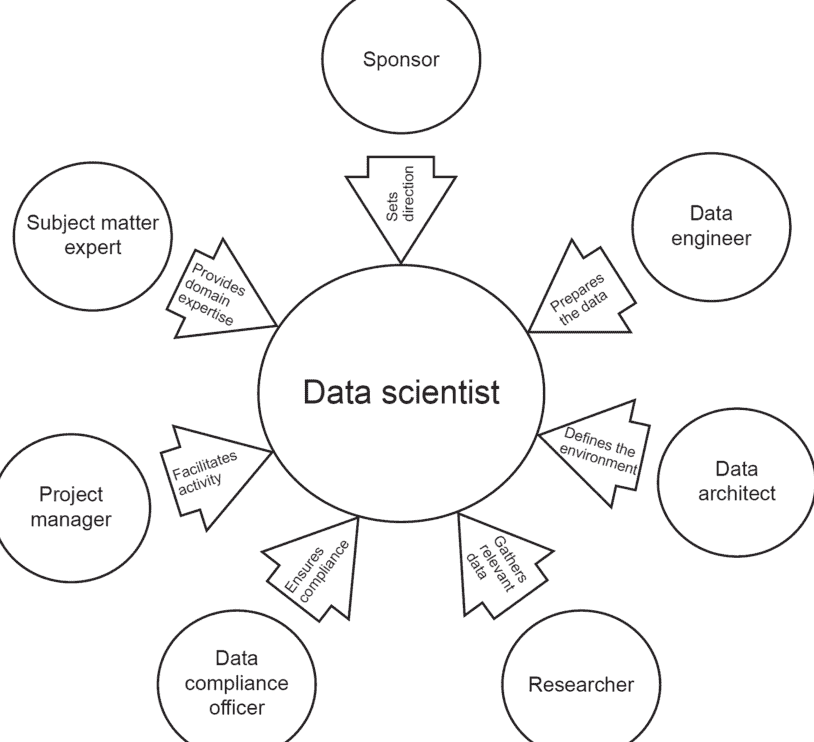 Sponsor
Sets
direction
Subject matter
expert
Provides
domain
expertise
Data
engineer
Prepares
the data
Data scientist
Project
manager
Facilitates
activity
Defines the
environment
Data
architect
Ensures
compliance
Gathers
relevant
data
Data
compliance
officer
Researcher